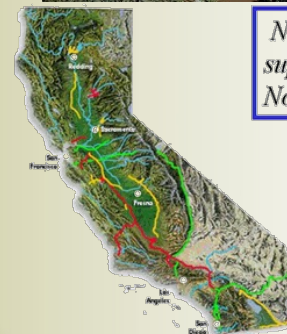 N
sup
No
Redding
Sacramento
San
Francisco
Fresno
Los
Angeles
San
Diego